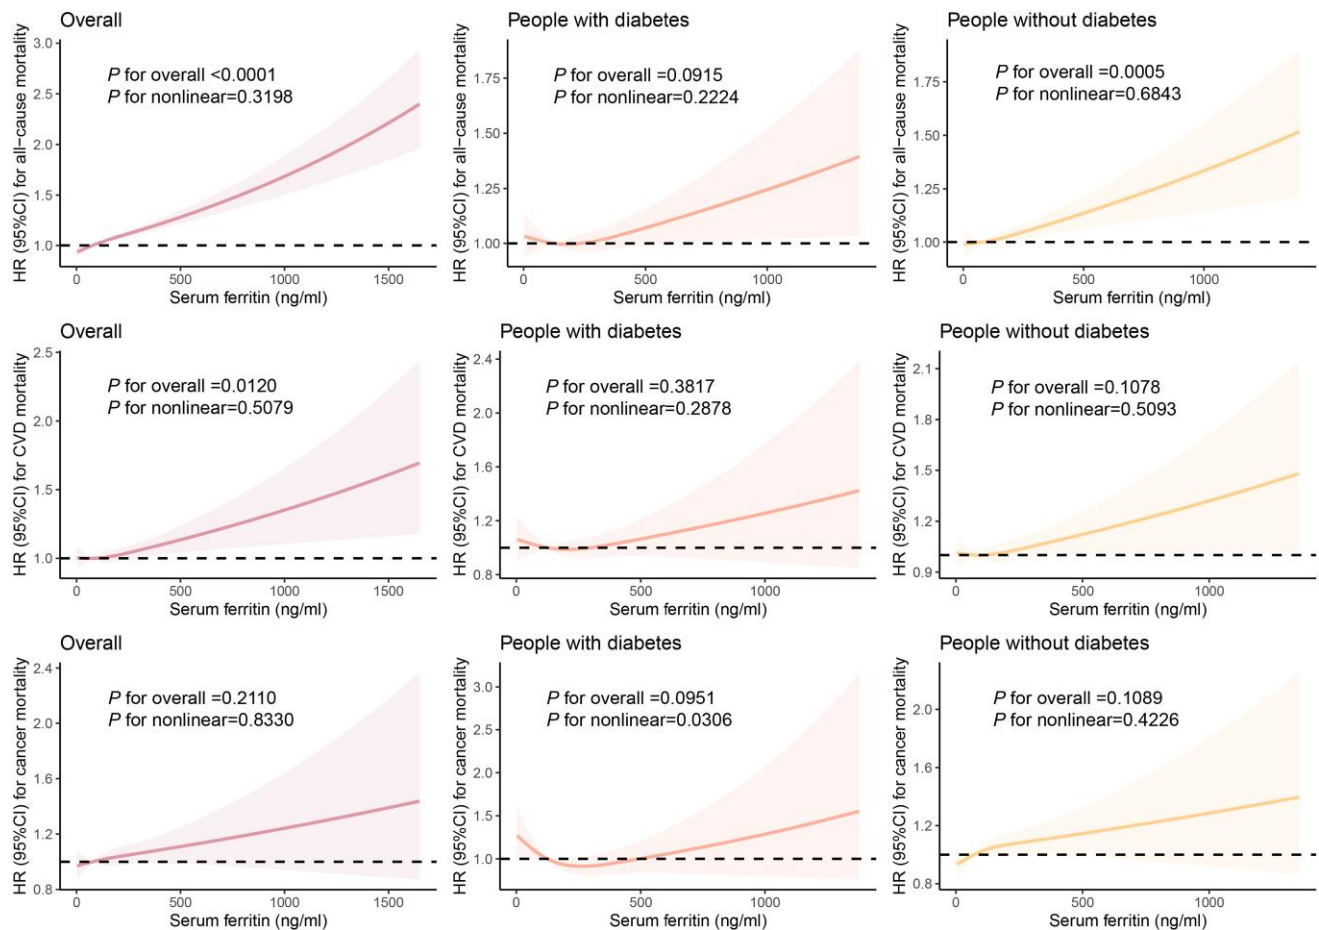 Overall
HR (95%CI) for all-cause mortality
3.0
2.5
2.0
1.5
1.0
P for overall <0.0001
P for nonlinear=0.3198
0 500 1000 1500
Serum ferritin (ng/ml)
People with diabetes
HR (95%CI) for all-cause mortality
1.75
1.50
1.25
1.00
P for overall =0.0915
P for nonlinear=0.2224
0 500 1000
Serum ferritin (ng/ml)
People without diabetes
HR (95%CI) for all-cause mortality
1.75
1.50
1.25
1.00
P for overall =0.0005
P for nonlinear=0.6843
0 500 1000
Serum ferritin (ng/ml)
Overall
HR (95%CI) for CVD mortality
2.5
2.0
1.5
1.0
P for overall =0.0120
P for nonlinear=0.5079
0 500 1000 1500
Serum ferritin (ng/ml)
People with diabetes
HR (95%CI) for CVD mortality
2.4
2.0
1.6
1.2
0.8
P for overall =0.3817
P for nonlinear=0.2878
0 500 1000
Serum ferritin (ng/ml)
People without diabetes
HR (95%CI) for CVD mortality
2.1
1.8
1.5
1.2
0.9
P for overall =0.1078
P for nonlinear=0.5093
0 500 1000
Serum ferritin (ng/ml)
Overall
HR (95%CI) for cancer mortality
2.4
2.0
1.6
1.2
0.8
P for overall =0.2110
P for nonlinear=0.8330
0 500 1000 1500
Serum ferritin (ng/ml)
People with diabetes
HR (95%CI) for cancer mortality
3.0
2.5
2.0
1.5
1.0
P for overall =0.0951
P for nonlinear=0.0306
0 500 1000
Serum ferritin (ng/ml)
People without diabetes
HR (95%CI) for cancer mortality
2.0
1.6
1.2
0.8
P for overall =0.1089
P for nonlinear=0.4226
0 500 1000
Serum ferritin (ng/ml)